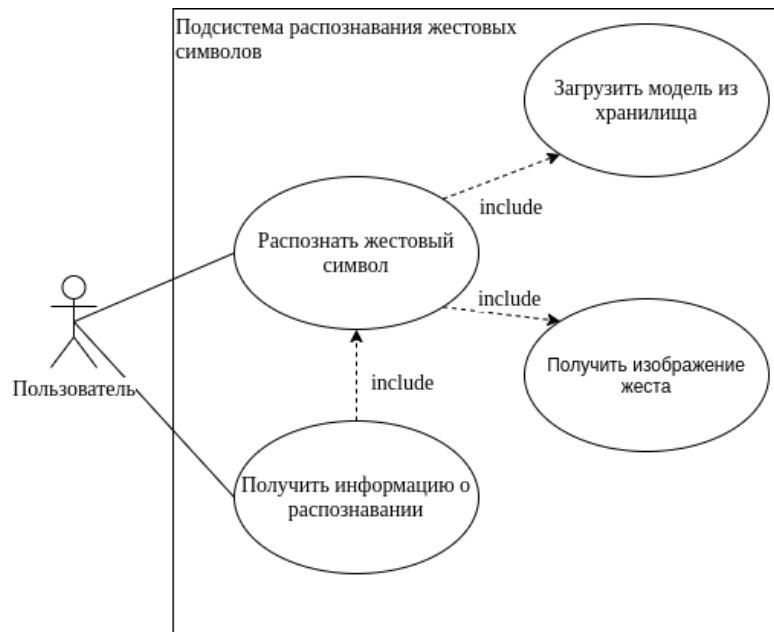 Подсистема распознавания жестовых
символов
Загрузить модель из
хранилища
include
Распознать жестовый
символ
include
Получить изображение
жеста
include
Пользователь
Получить информацию о
распознавании